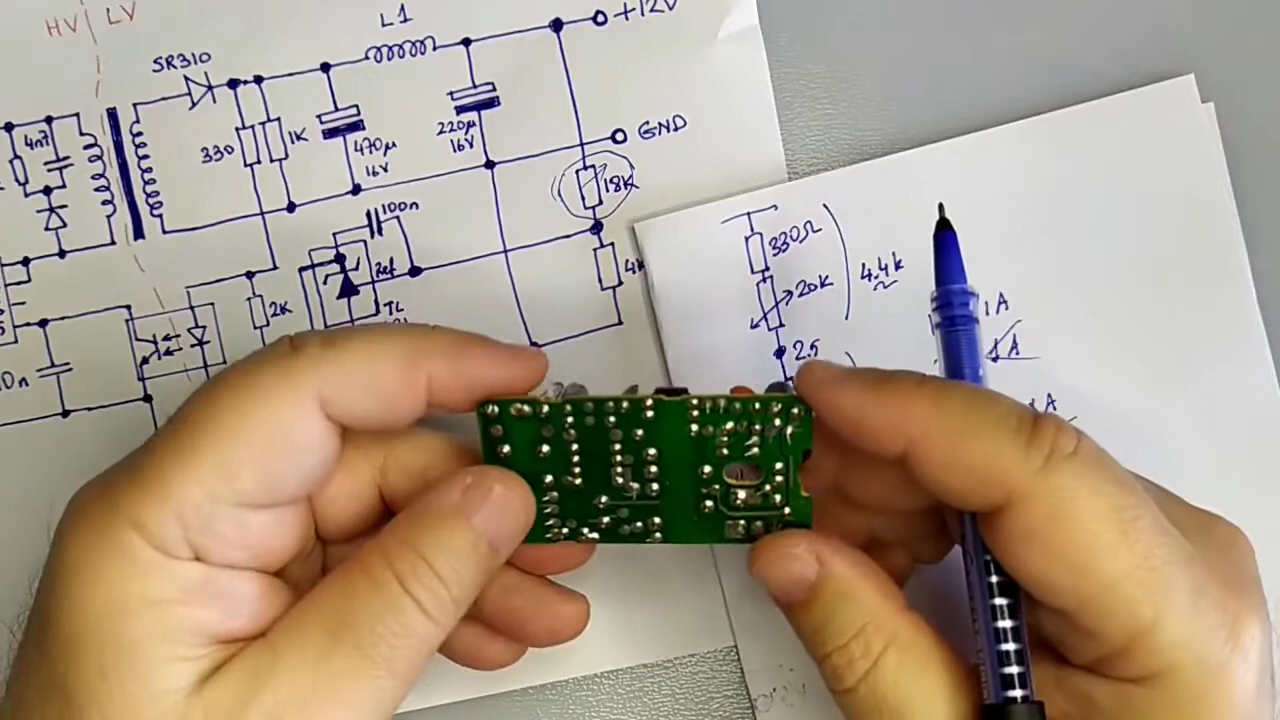 HV | LV
L1
+12V
SR310
4n7
330
1K
470µ
16V
220µ
16V
GND
18K
100n
Ref
2K
TL
330Ω
20K
4.4k
2.5
1A
1A
A